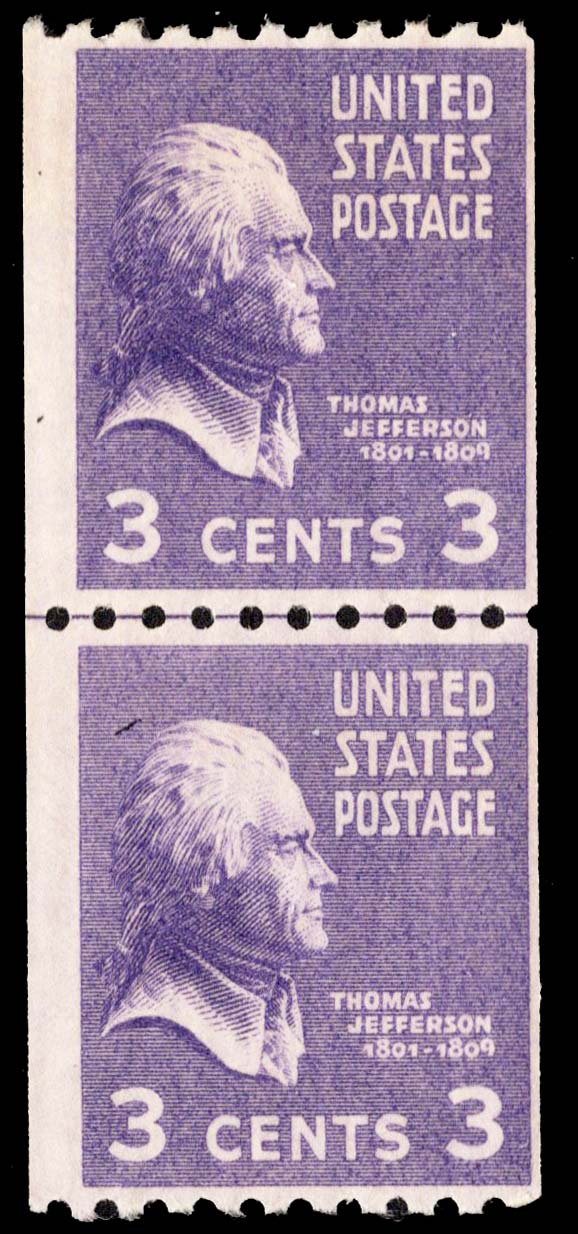 UNITED
STATES
POSTAGE
THOMAS
JEFFERSON
1801-1809
3 CENTS 3
UNITED
STATES
POSTAGE
THOMAS
JEFFERSON
1801-1809
3 CENTS 3